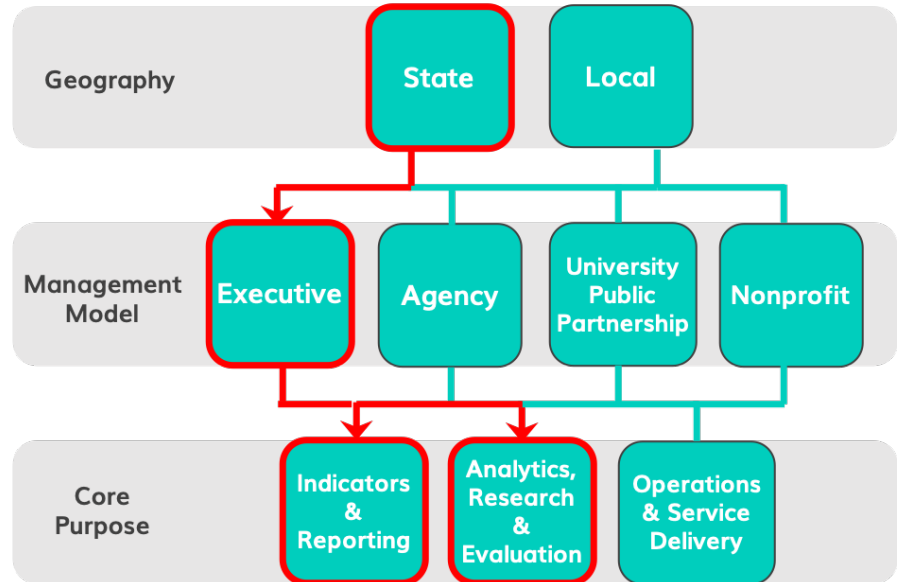 Geography
State
Local
Management
Model
Executive
Agency
University
Public
Partnership
Nonprofit
Core
Purpose
Indicators
&
Reporting
Analytics,
Research
&
Evaluation
Operations
& Service
Delivery